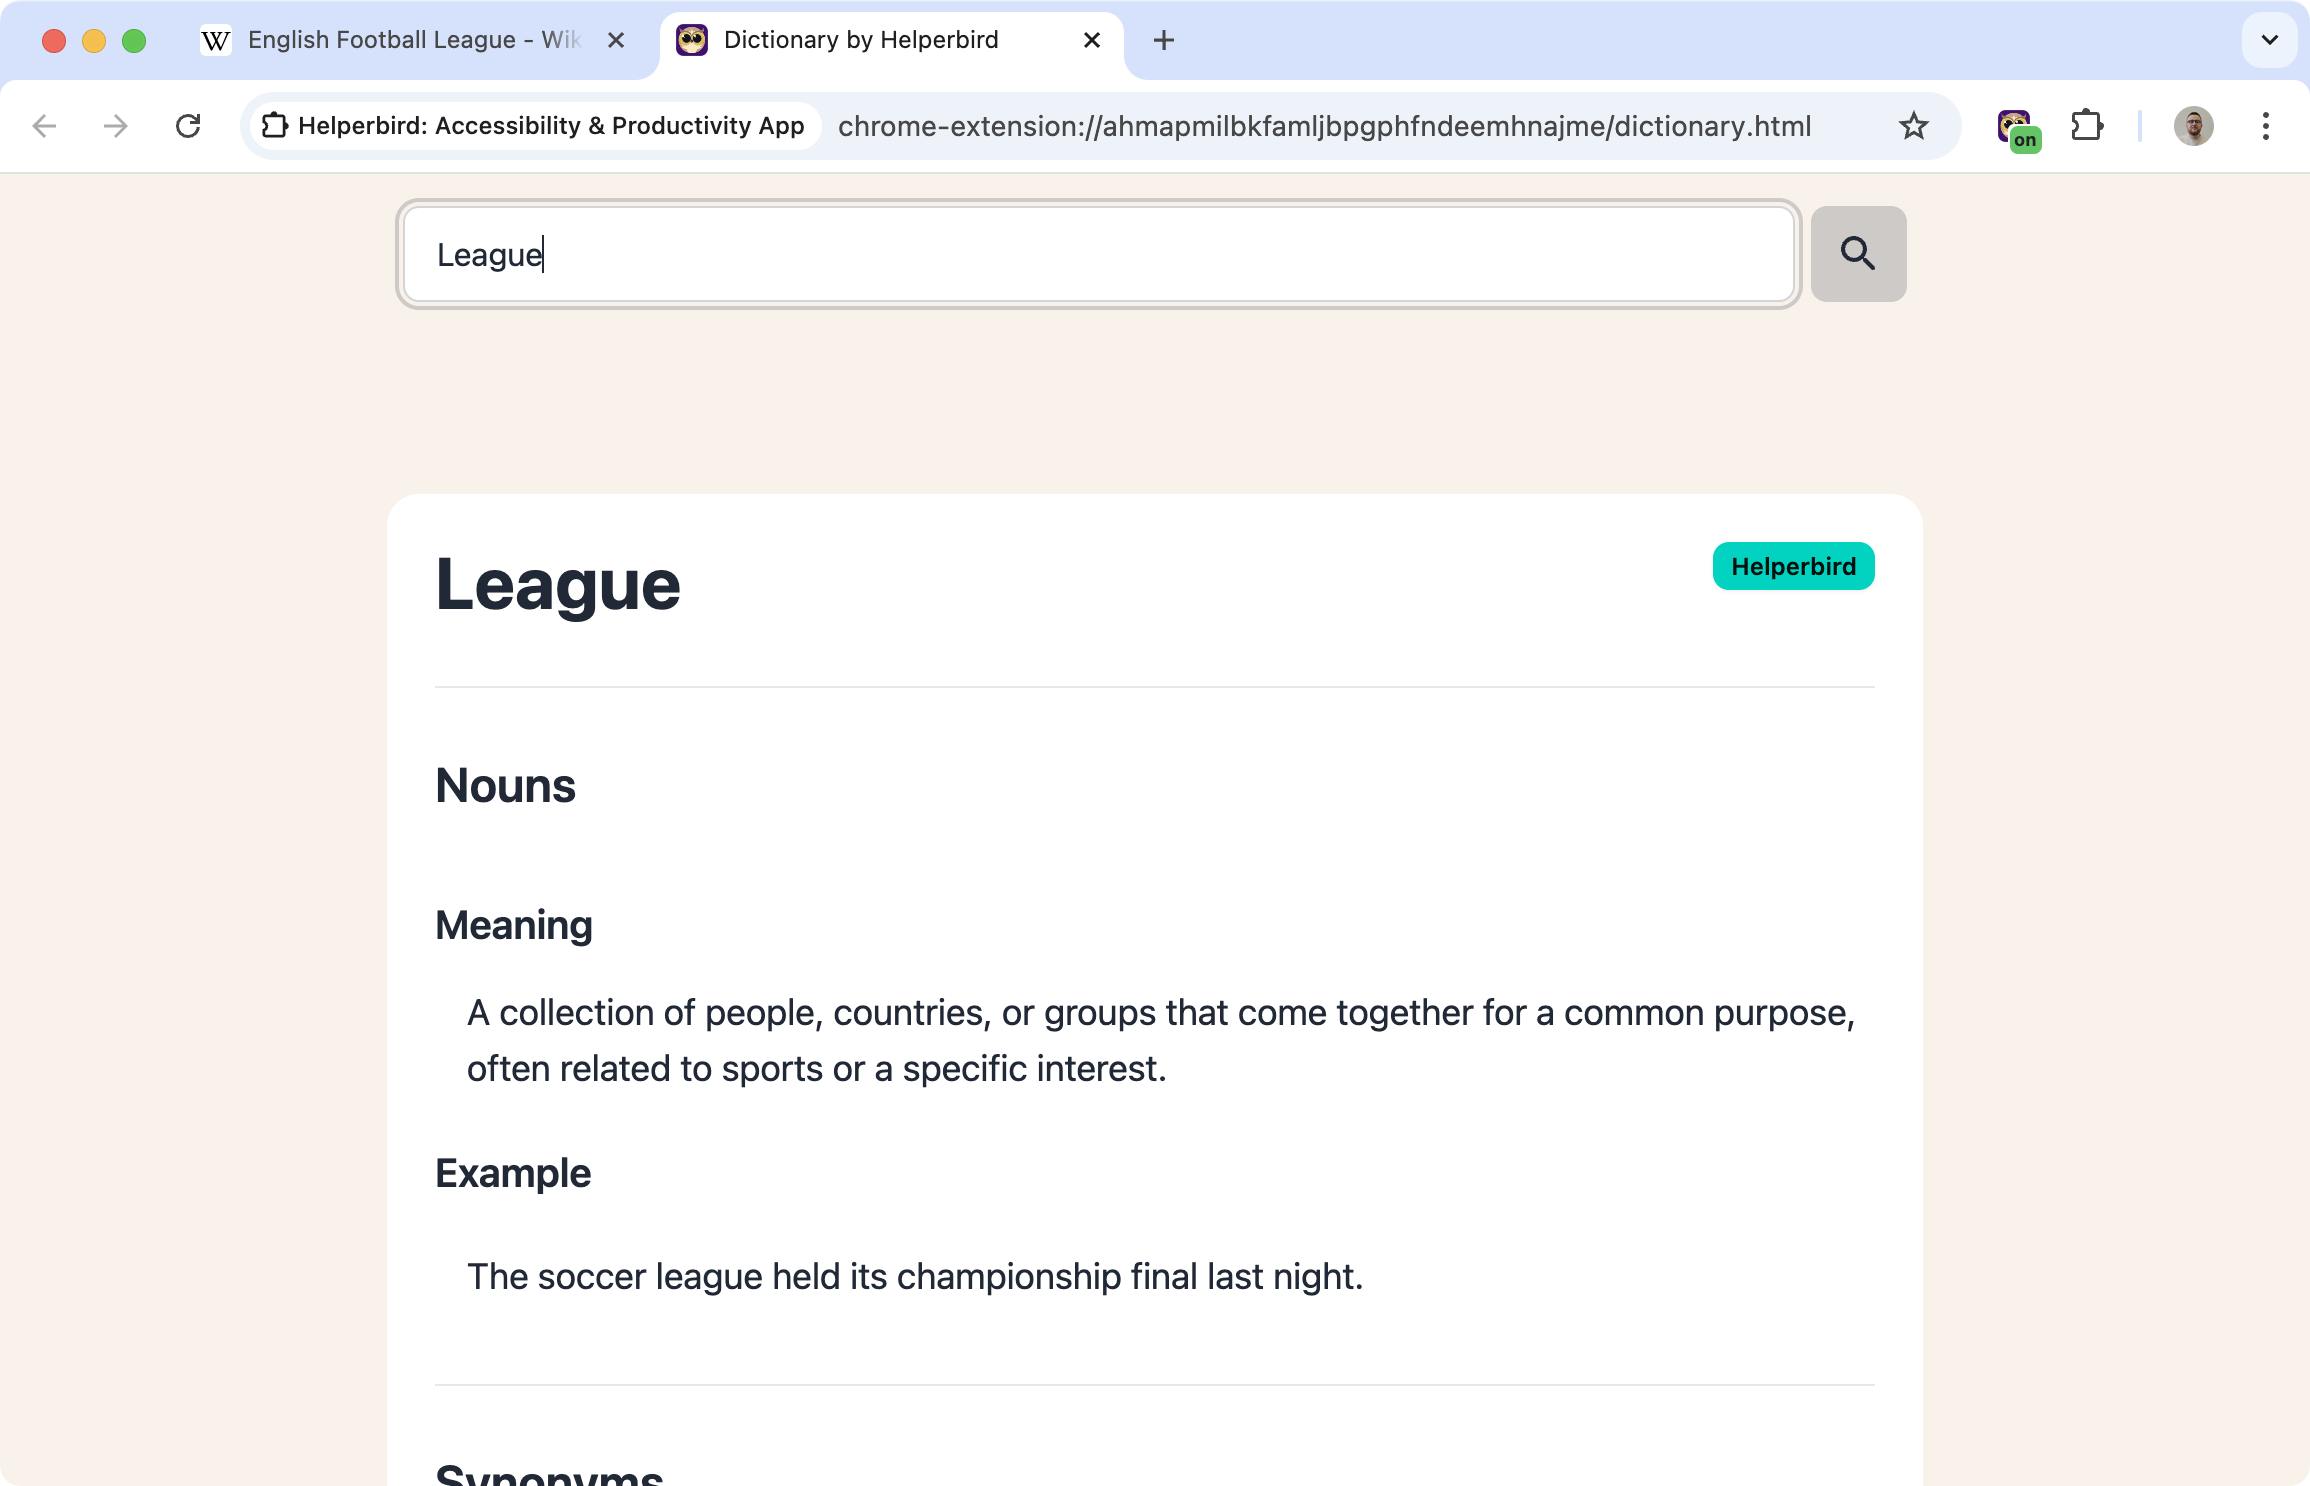 W English Football League - Wik
Dictionary by Helperbird
Helperbird: Accessibility & Productivity App
chrome-extension://ahmapmilbkfamljbpgphfndeemhnajme/dictionary.html
on
League
League
Helperbird
Nouns
Meaning
A collection of people, countries, or groups that come together for a common purpose,
often related to sports or a specific interest.
Example
The soccer league held its championship final last night.
Synonyms